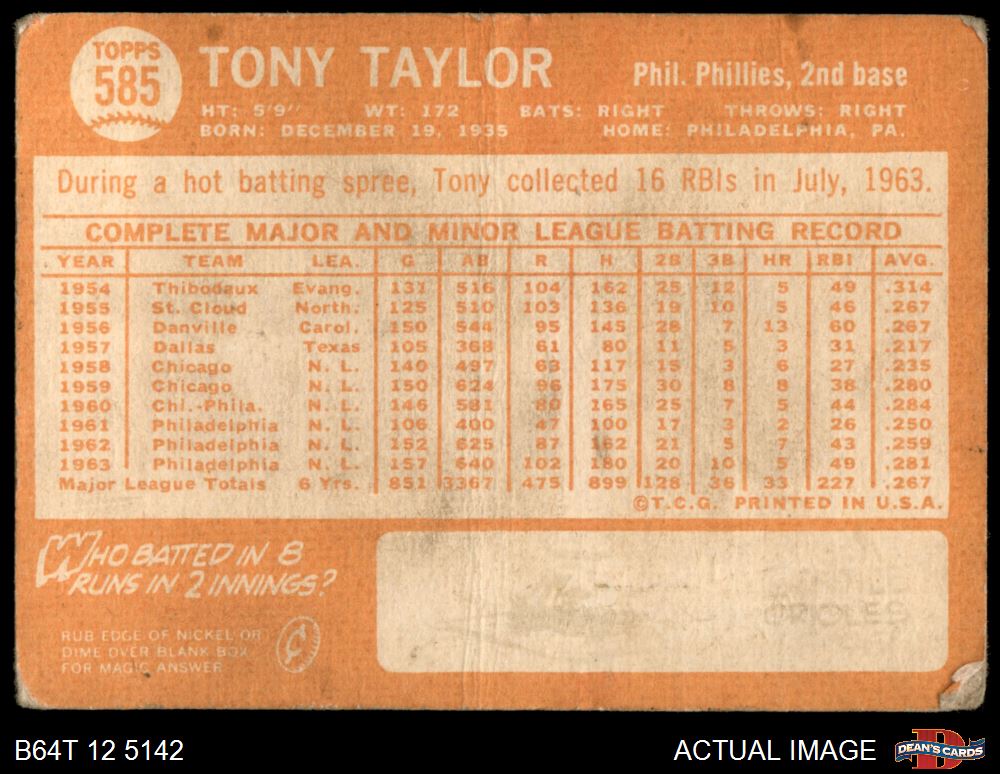 TOPPS
585
TONY TAYLOR
Phil. Phillies, 2nd base
HT: 5'9" WT: 172 BATS: RIGHT THROWS: RIGHT
BORN: DECEMBER 19, 1935 HOME: PHILADELPHIA, PA.
During a hot batting spree, Tony collected 16 RBIs in July, 1963.
COMPLETE MAJOR AND MINOR LEAGUE BATTING RECORD
YEAR TEAM LEA. G AB R H 2B 3B HR RBI AVG.
1954 Thibodaux Evang. 131 516 104 162 25 12 5 49 .314
1955 St. Cloud North. 125 510 103 136 19 10 5 46 .267
1956 Danville Carol. 150 544 95 145 28 7 13 60 .267
1957 Dallas Texas 105 368 61 80 11 5 3 31 .217
1958 Chicago N. L. 140 497 63 117 15 3 6 27 .235
1959 Chicago N. L. 150 624 96 175 30 8 8 38 .280
1960 Chi.-Phila. N. L. 146 581 80 165 25 7 5 44 .284
1961 Philadelphia N. L. 106 400 47 100 17 3 2 26 .250
1962 Philadelphia N. L. 152 625 87 162 21 5 7 43 .259
1963 Philadelphia N. L. 157 640 102 180 20 10 5 49 .281
Major League Totals 6 Yrs. 851 3367 475 899 128 36 33 227 .267
©T.C.G. PRINTED IN U.S.A.
WHO BATTED IN 8
RUNS IN 2 INNINGS?
RUB EDGE OF NICKEL OR
DIME OVER BLANK BOX
FOR MAGIC ANSWER
ORIOLES
B64T 12 5142
ACTUAL IMAGE
DEAN'S CARDS